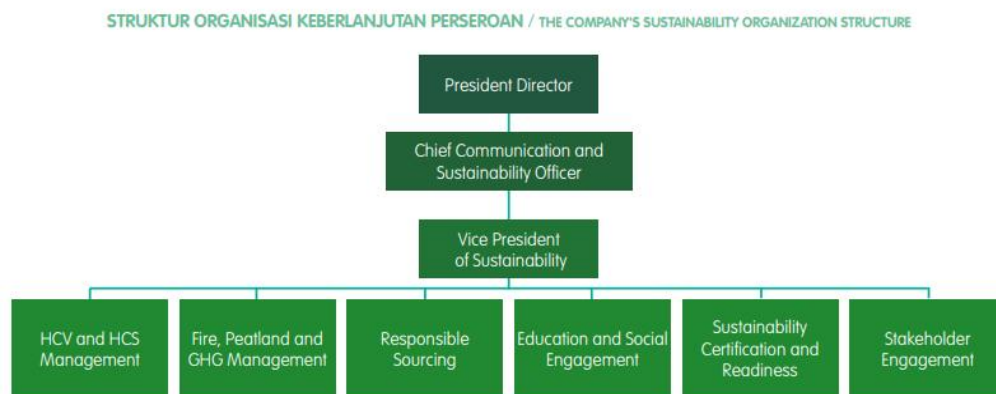 STRUKTUR ORGANISASI KEBERLANJUTAN PERSEROAN / THE COMPANY'S SUSTAINABILITY ORGANIZATION STRUCTURE
President Director
Chief Communication and
Sustainability Officer
Vice President
of Sustainability
HCV and HCS
Management
Fire, Peatland and
GHG Management
Responsible
Sourcing
Education and Social
Engagement
Sustainability
Certification and
Readiness
Stakeholder
Engagement